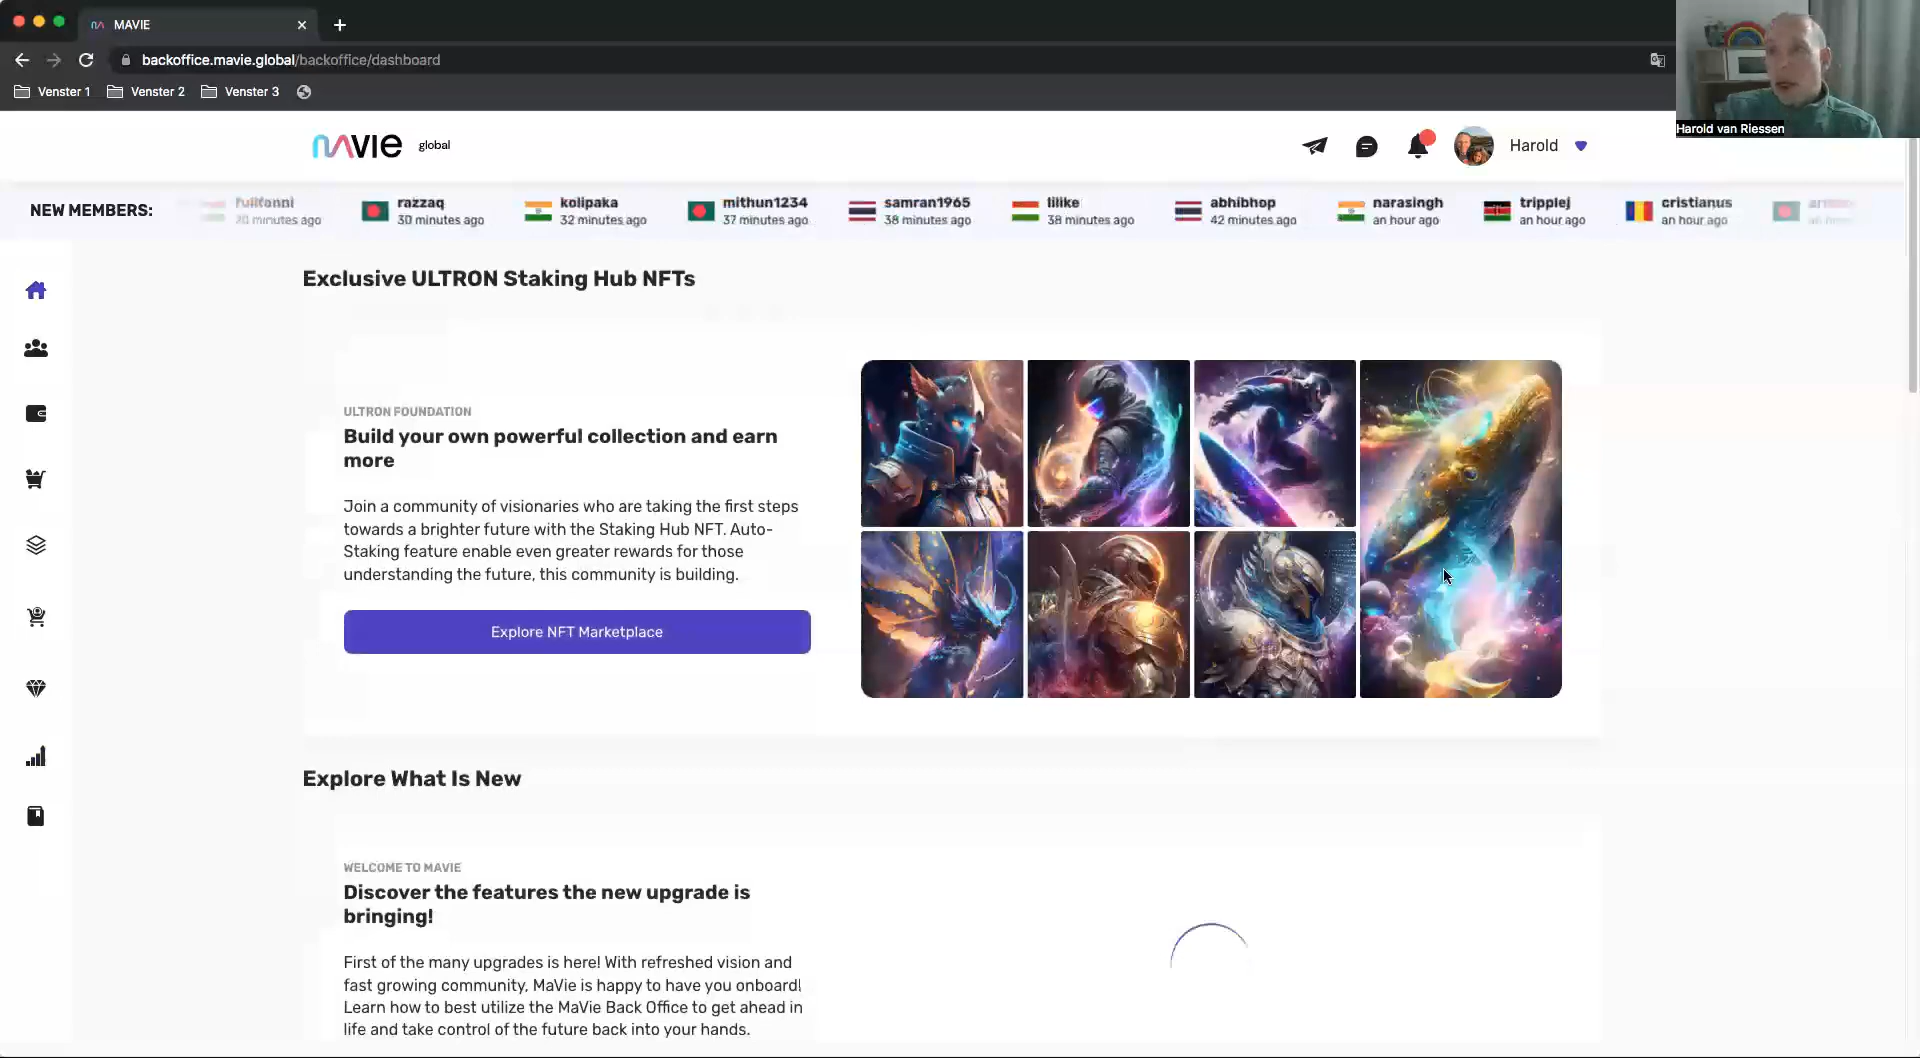 MAVIE
backoffice.mavie.global/backoffice/dashboard
Venster 1
Venster 2
Venster 3
Harold van Riessen
MAVIE global
Harold
NEW MEMBERS:
20 minutes ago
razzaq
30 minutes ago
kolipaka
32 minutes ago
mithun1234
37 minutes ago
samran1965
38 minutes ago
lilike
38 minutes ago
abhibhop
42 minutes ago
narasingh
an hour ago
tripplej
an hour ago
cristianus
an hour ago
Exclusive ULTRON Staking Hub NFTs
ULTRON FOUNDATION
Build your own powerful collection and earn
more
Join a community of visionaries who are taking the first steps
towards a brighter future with the Staking Hub NFT. Auto-
Staking feature enable even greater rewards for those
understanding the future, this community is building.
Explore NFT Marketplace
Explore What Is New
WELCOME TO MAVIE
Discover the features the new upgrade is
bringing!
First of the many upgrades is here! With refreshed vision and
fast growing community, MaVie is happy to have you onboard!
Learn how to best utilize the MaVie Back Office to get ahead in
life and take control of the future back into your hands.